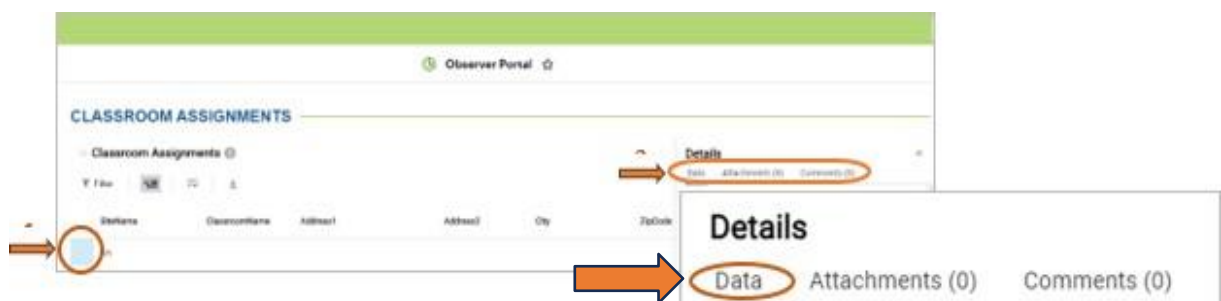 Observer Portal
CLASSROOM ASSIGNMENTS
Classroom Assignments
Details
Filter
Data Attachments (0) Comments (0)
SiteName ClassroomName Address1 Address2 City ZipCode
Details
Data Attachments (0) Comments (0)